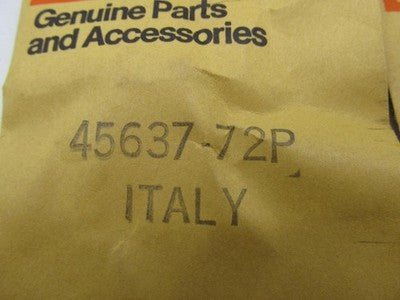 Genuine Parts
and Accessories
45637-72P
ITALY